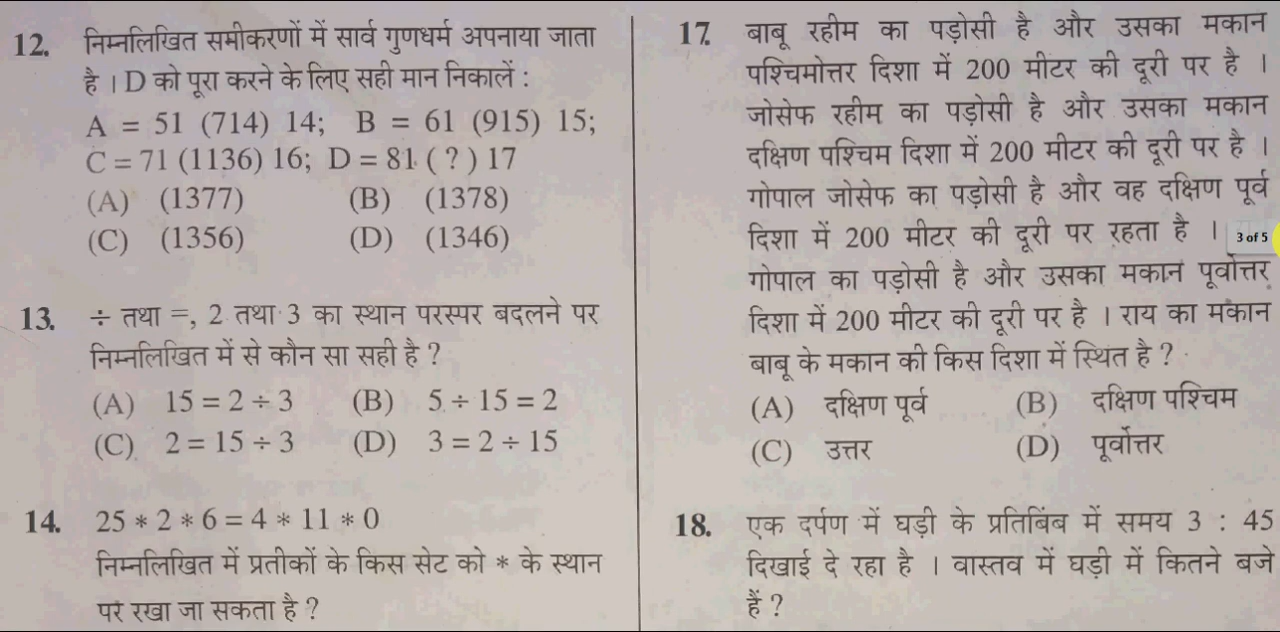 12. निम्नलिखित समीकरणों में सार्व गुणधर्म अपनाया जाता
है । D को पूरा करने के लिए सही मान निकालें :
A = 51 (714) 14; B = 61 (915) 15;
C = 71 (1136) 16; D = 81 ( ? ) 17
(A) (1377) (B) (1378)
(C) (1356) (D) (1346)
13. ÷ तथा =, 2 तथा 3 का स्थान परस्पर बदलने पर
निम्नलिखित में से कौन सा सही है ?
(A) 15 = 2 ÷ 3 (B) 5 ÷ 15 = 2
(C) 2 = 15 ÷ 3 (D) 3 = 2 ÷ 15
14. 25 * 2 * 6 = 4 * 11 * 0
निम्नलिखित में प्रतीकों के किस सेट को * के स्थान
पर रखा जा सकता है ?
17. बाबू रहीम का पड़ोसी है और उसका मकान
पश्चिमोत्तर दिशा में 200 मीटर की दूरी पर है ।
जोसेफ रहीम का पड़ोसी है और उसका मकान
दक्षिण पश्चिम दिशा में 200 मीटर की दूरी पर है ।
गोपाल जोसेफ का पड़ोसी है और वह दक्षिण पूर्व
दिशा में 200 मीटर की दूरी पर रहता है ।
3 of 5
गोपाल का पड़ोसी है और उसका मकान पूर्वोत्तर
दिशा में 200 मीटर की दूरी पर है । राय का मकान
बाबू के मकान की किस दिशा में स्थित है ?
(A) दक्षिण पूर्व (B) दक्षिण पश्चिम
(C) उत्तर (D) पूर्वोत्तर
18. एक दर्पण में घड़ी के प्रतिबिंब में समय 3 : 45
दिखाई दे रहा है । वास्तव में घड़ी में कितने बजे
हैं ?